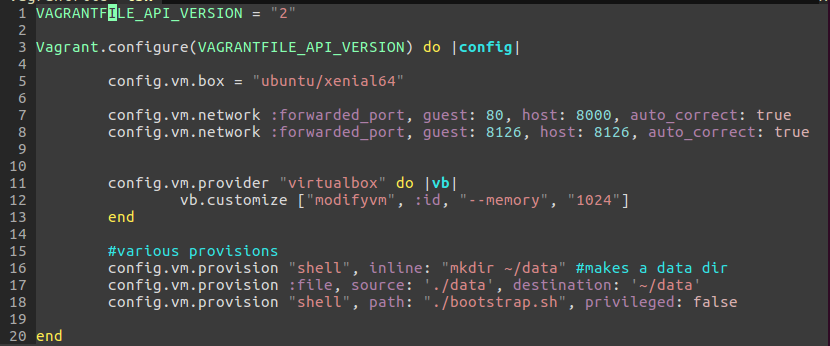 1 VAGRANTFILE_API_VERSION = "2"
2
3 Vagrant.configure(VAGRANTFILE_API_VERSION) do |config|
4
5         config.vm.box = "ubuntu/xenial64"
6
7         config.vm.network :forwarded_port, guest: 80, host: 8000, auto_correct: true
8         config.vm.network :forwarded_port, guest: 8126, host: 8126, auto_correct: true
9
10
11         config.vm.provider "virtualbox" do |vb|
12                 vb.customize ["modifyvm", :id, "--memory", "1024"]
13         end
14
15         #various provisions
16         config.vm.provision "shell", inline: "mkdir ~/data" #makes a data dir
17         config.vm.provision :file, source: './data', destination: '~/data'
18         config.vm.provision "shell", path: "./bootstrap.sh", privileged: false
19
20 end